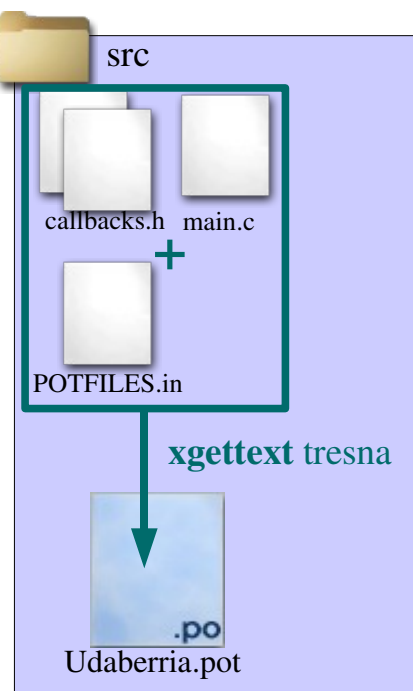 src
callbacks.h main.c
+
POTFILES.in
xgettext tresna
.po
Udaberria.pot